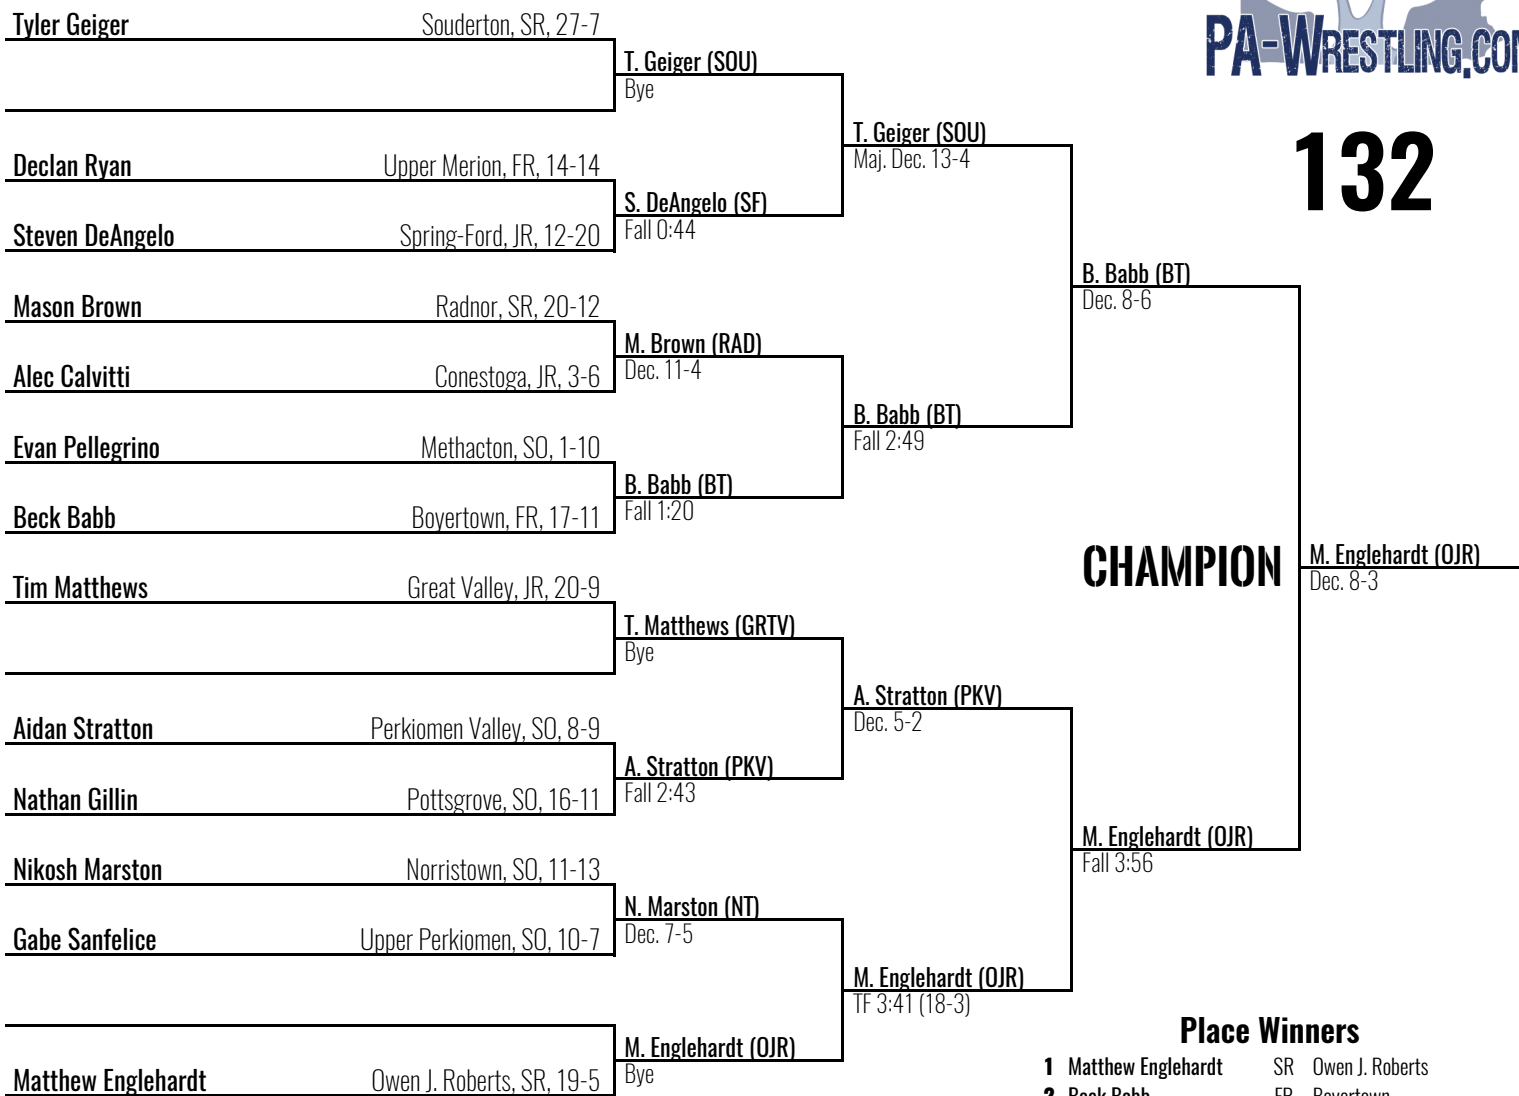 PA-WRESTLING.CO
132
Tyler Geiger Souderton, SR, 27-7
T. Geiger (SOU)
Bye
T. Geiger (SOU)
Maj. Dec. 13-4
Declan Ryan Upper Merion, FR, 14-14
S. DeAngelo (SF)
Fall 0:44
Steven DeAngelo Spring-Ford, JR, 12-20
B. Babb (BT)
Dec. 8-6
Mason Brown Radnor, SR, 20-12
M. Brown (RAD)
Dec. 11-4
Alec Calvitti Conestoga, JR, 3-6
B. Babb (BT)
Fall 2:49
Evan Pellegrino Methacton, SO, 1-10
B. Babb (BT)
Fall 1:20
Beck Babb Boyertown, FR, 17-11
CHAMPION
M. Englehardt (OJR)
Dec. 8-3
Tim Matthews Great Valley, JR, 20-9
T. Matthews (GRTV)
Bye
A. Stratton (PKV)
Dec. 5-2
Aidan Stratton Perkiomen Valley, SO, 8-9
A. Stratton (PKV)
Fall 2:43
Nathan Gillin Pottsgrove, SO, 16-11
M. Englehardt (OJR)
Fall 3:56
Nikosh Marston Norristown, SO, 11-13
N. Marston (NT)
Dec. 7-5
Gabe Sanfelice Upper Perkiomen, SO, 10-7
M. Englehardt (OJR)
TF 3:41 (18-3)
M. Englehardt (OJR)
Bye
Matthew Englehardt Owen J. Roberts, SR, 19-5
Place Winners
1 Matthew Englehardt SR Owen J. Roberts
2 Beck Babb FR Boyertown